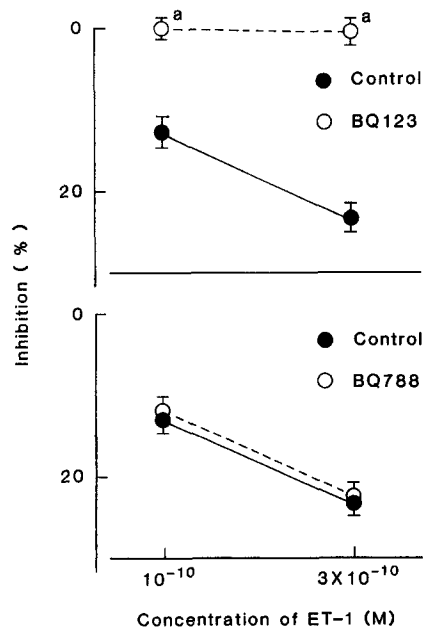 0
a
a
Control
BQ123
20
Inhibition ( % )
0
Control
BQ788
20
10⁻¹⁰
3X10⁻¹⁰
Concentration of ET-1 (M)